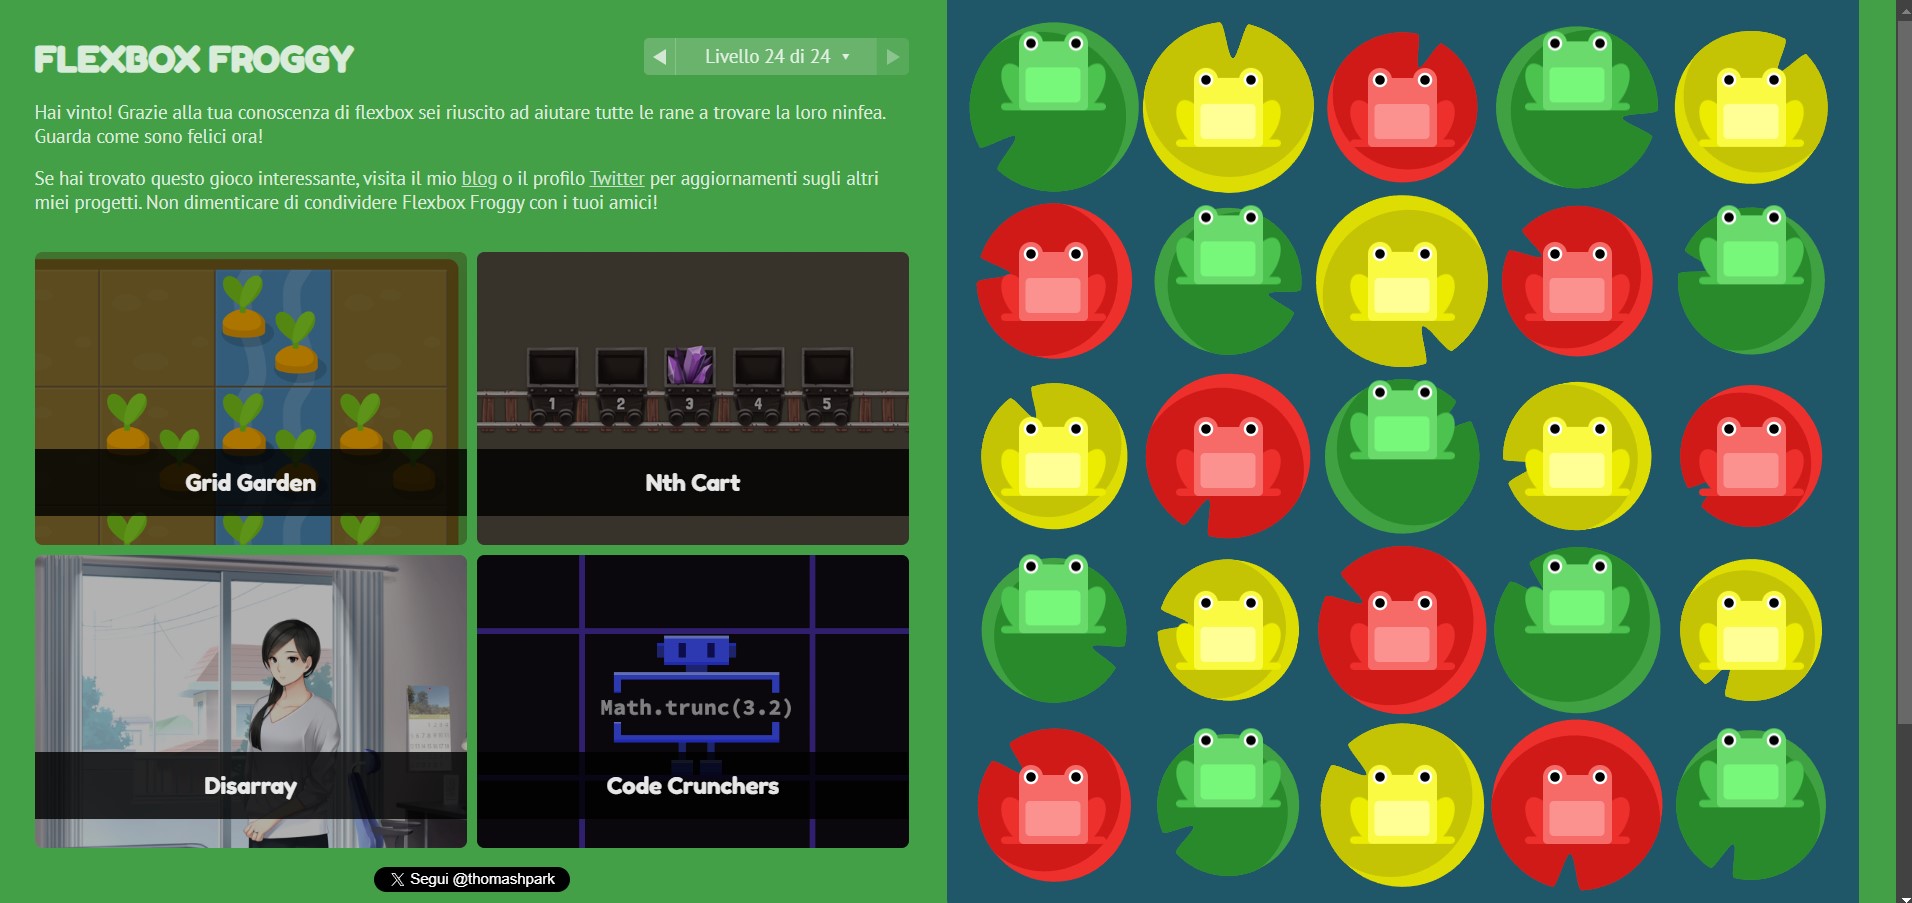 FLEXBOX FROGGY
Livello 24 di 24
Hai vinto! Grazie alla tua conoscenza di flexbox sei riuscito ad aiutare tutte le rane a trovare la loro ninfea.
Guarda come sono felici ora!
Se hai trovato questo gioco interessante, visita il mio blog o il profilo Twitter per aggiornamenti sugli altri
miei progetti. Non dimenticare di condividere Flexbox Froggy con i tuoi amici!
1 2 3 4 5
Grid Garden
Nth Cart
Math.trunc(3.2)
Disarray
Code Crunchers
Segui @thomashpark